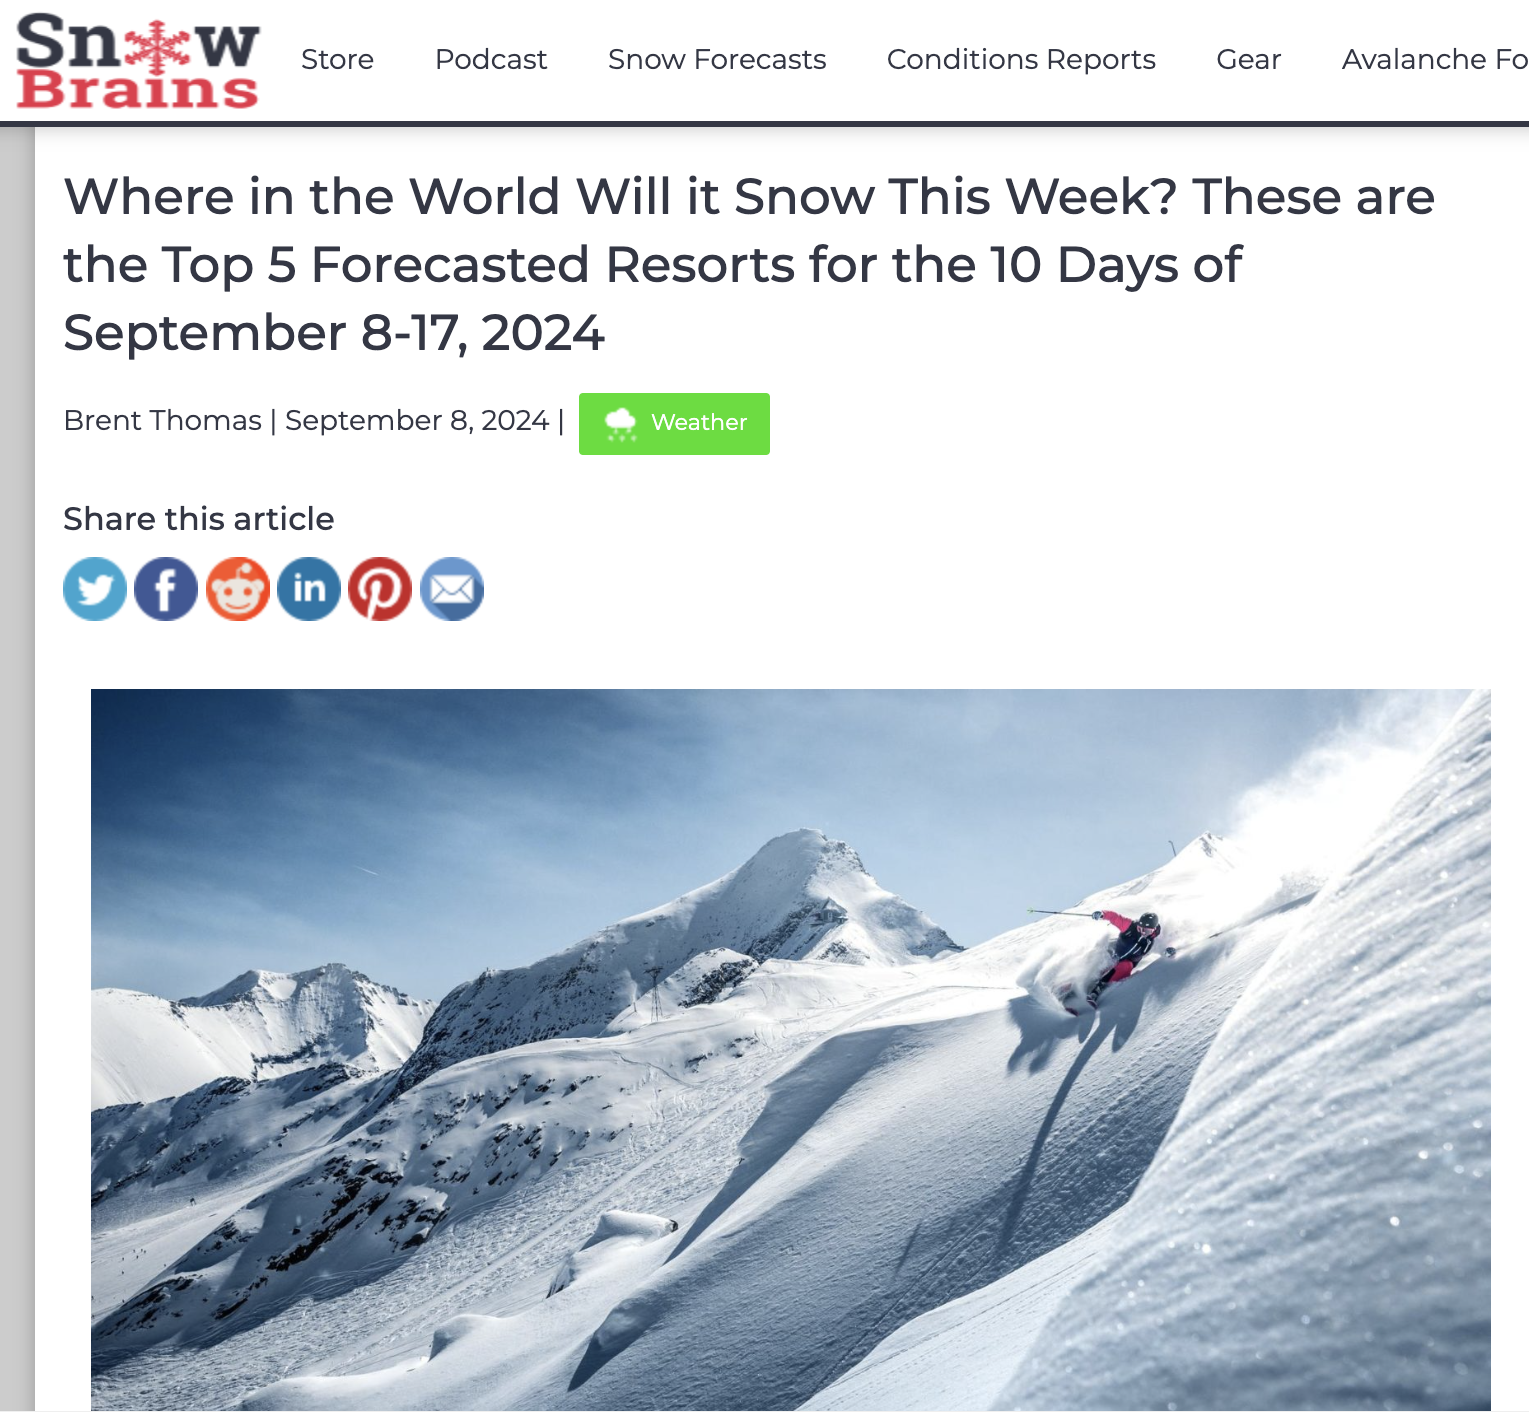 Snow
Brains
Store Podcast Snow Forecasts Conditions Reports Gear Avalanche Fo
Where in the World Will it Snow This Week? These are
the Top 5 Forecasted Resorts for the 10 Days of
September 8-17, 2024
Brent Thomas | September 8, 2024 | Weather
Share this article
in